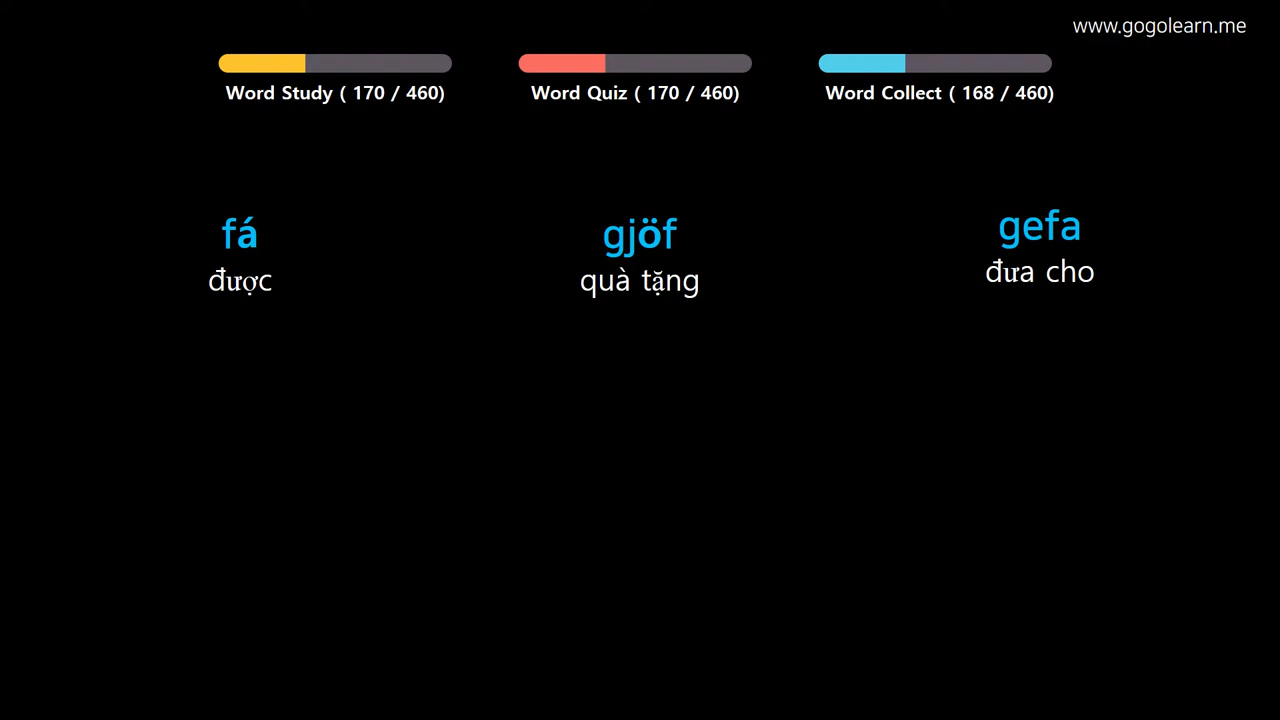 www.gogolearn.me
Word Study ( 170 / 460)
Word Quiz ( 170 / 460)
Word Collect ( 168 / 460)
fá
được
gjöf
quà tặng
gefa
đưa cho